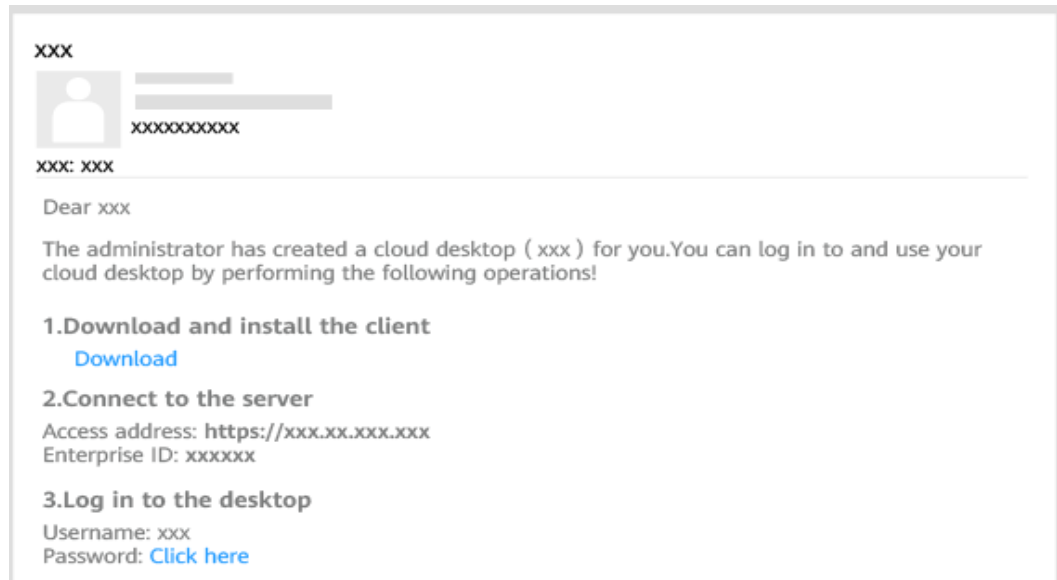 xxx
xxxxxxxxxx
xxx: xxx
Dear xxx
The administrator has created a cloud desktop ( xxx ) for you.You can log in to and use your
cloud desktop by performing the following operations!
1.Download and install the client
Download
2.Connect to the server
Access address: https://xxx.xx.xxx.xxx
Enterprise ID: xxxxxx
3.Log in to the desktop
Username: xxx
Password: Click here